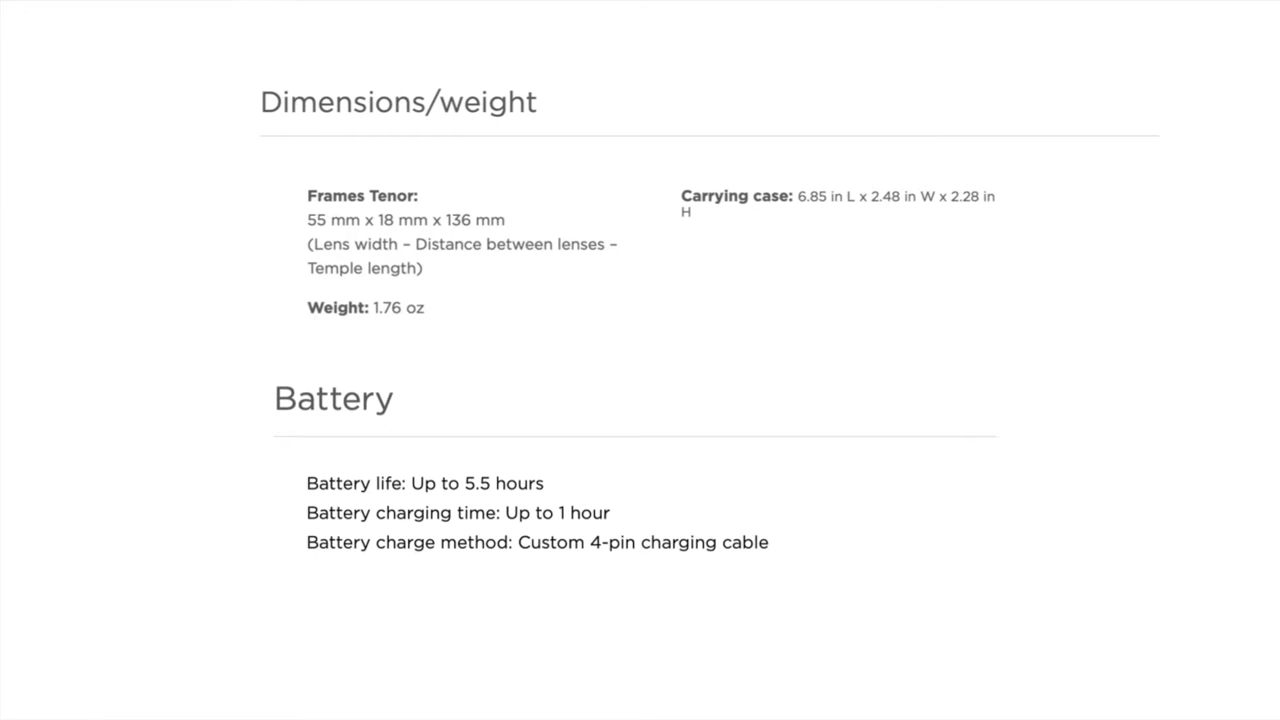 Dimensions/weight
Frames Tenor:
55 mm x 18 mm x 136 mm
(Lens width – Distance between lenses –
Temple length)
Weight: 1.76 oz
Carrying case: 6.85 in L x 2.48 in W x 2.28 in
H
Battery
Battery life: Up to 5.5 hours
Battery charging time: Up to 1 hour
Battery charge method: Custom 4-pin charging cable